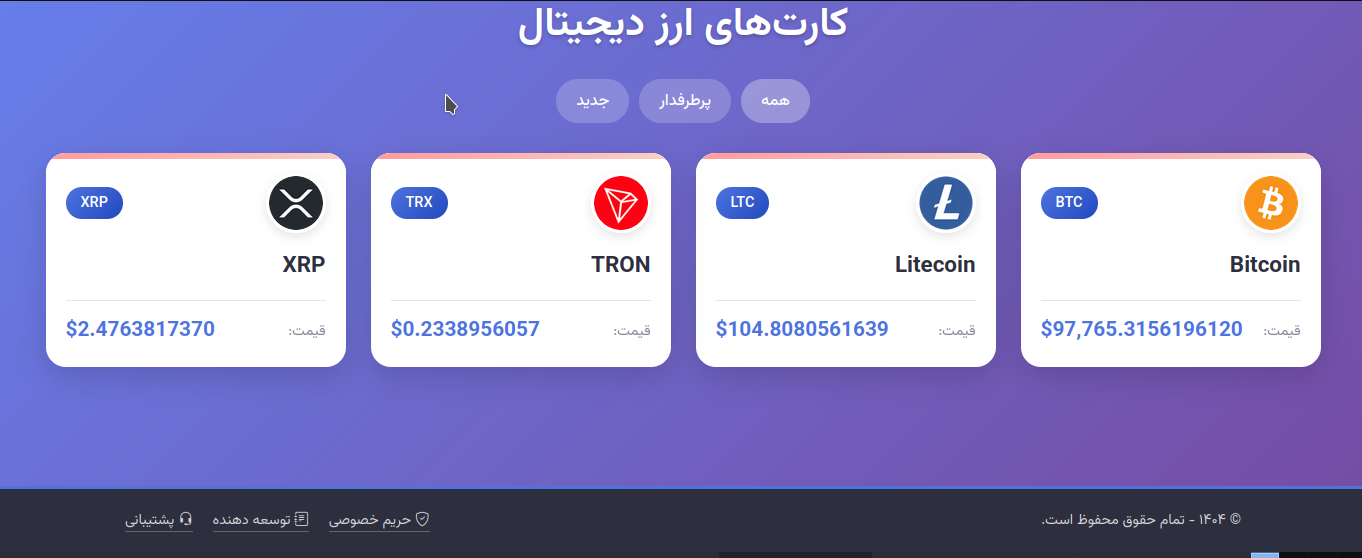 کارت‌های ارز دیجیتال
همه پرطرفدار جدید
BTC
Bitcoin
قیمت: $97,765.3156196120
LTC
Litecoin
قیمت: $104.8080561639
TRX
TRON
قیمت: $0.2338956057
XRP
XRP
قیمت: $2.4763817370
© ۱۴۰۴ - تمام حقوق محفوظ است.
حریم خصوصی توسعه دهنده پشتیبانی